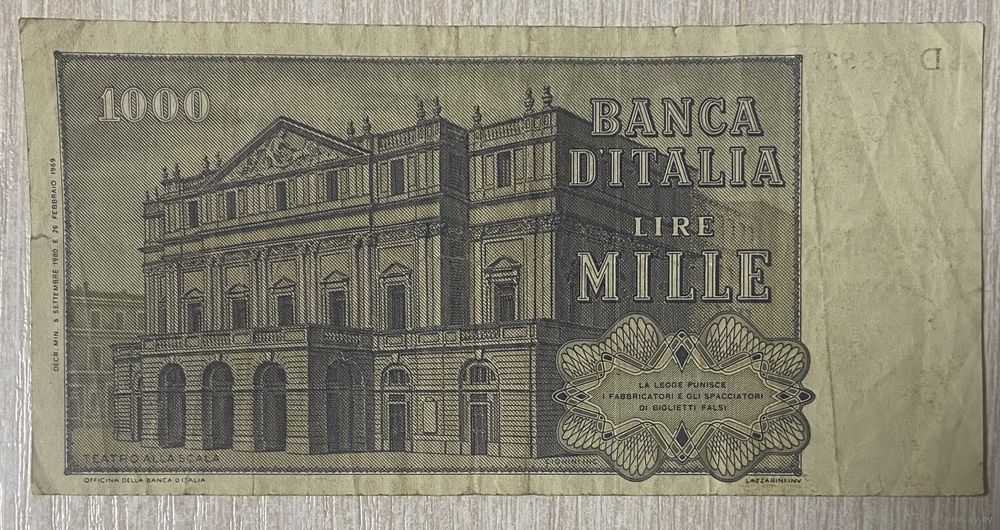 1000
BANCA
D'ITALIA
LIRE
MILLE
LA LEGGE PUNISCE
I FABBRICATORI E GLI SPACCIATORI
DI BIGLIETTI FALSI
DECR. MIN. 6 SETTEMBRE 1980 E 26 FEBBRAIO 1969
TEATRO ALLA SCALA
OFFICINA DELLA BANCA D'ITALIA
LAZZARINI INV.